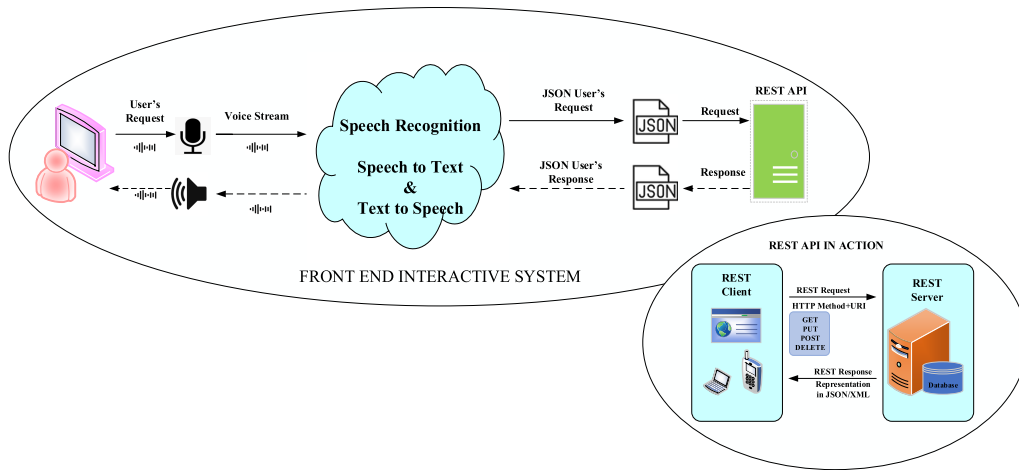 User's
Request
Voice Stream
Speech Recognition
Speech to Text
&
Text to Speech
JSON User's
Request
JSON
Request
REST API
JSON User's
Response
JSON
Response
FRONT END INTERACTIVE SYSTEM
REST API IN ACTION
REST
Client
REST Request
HTTP Method+URI
GET
PUT
POST
DELETE
REST Response
Representation
in JSON/XML
REST
Server
Database